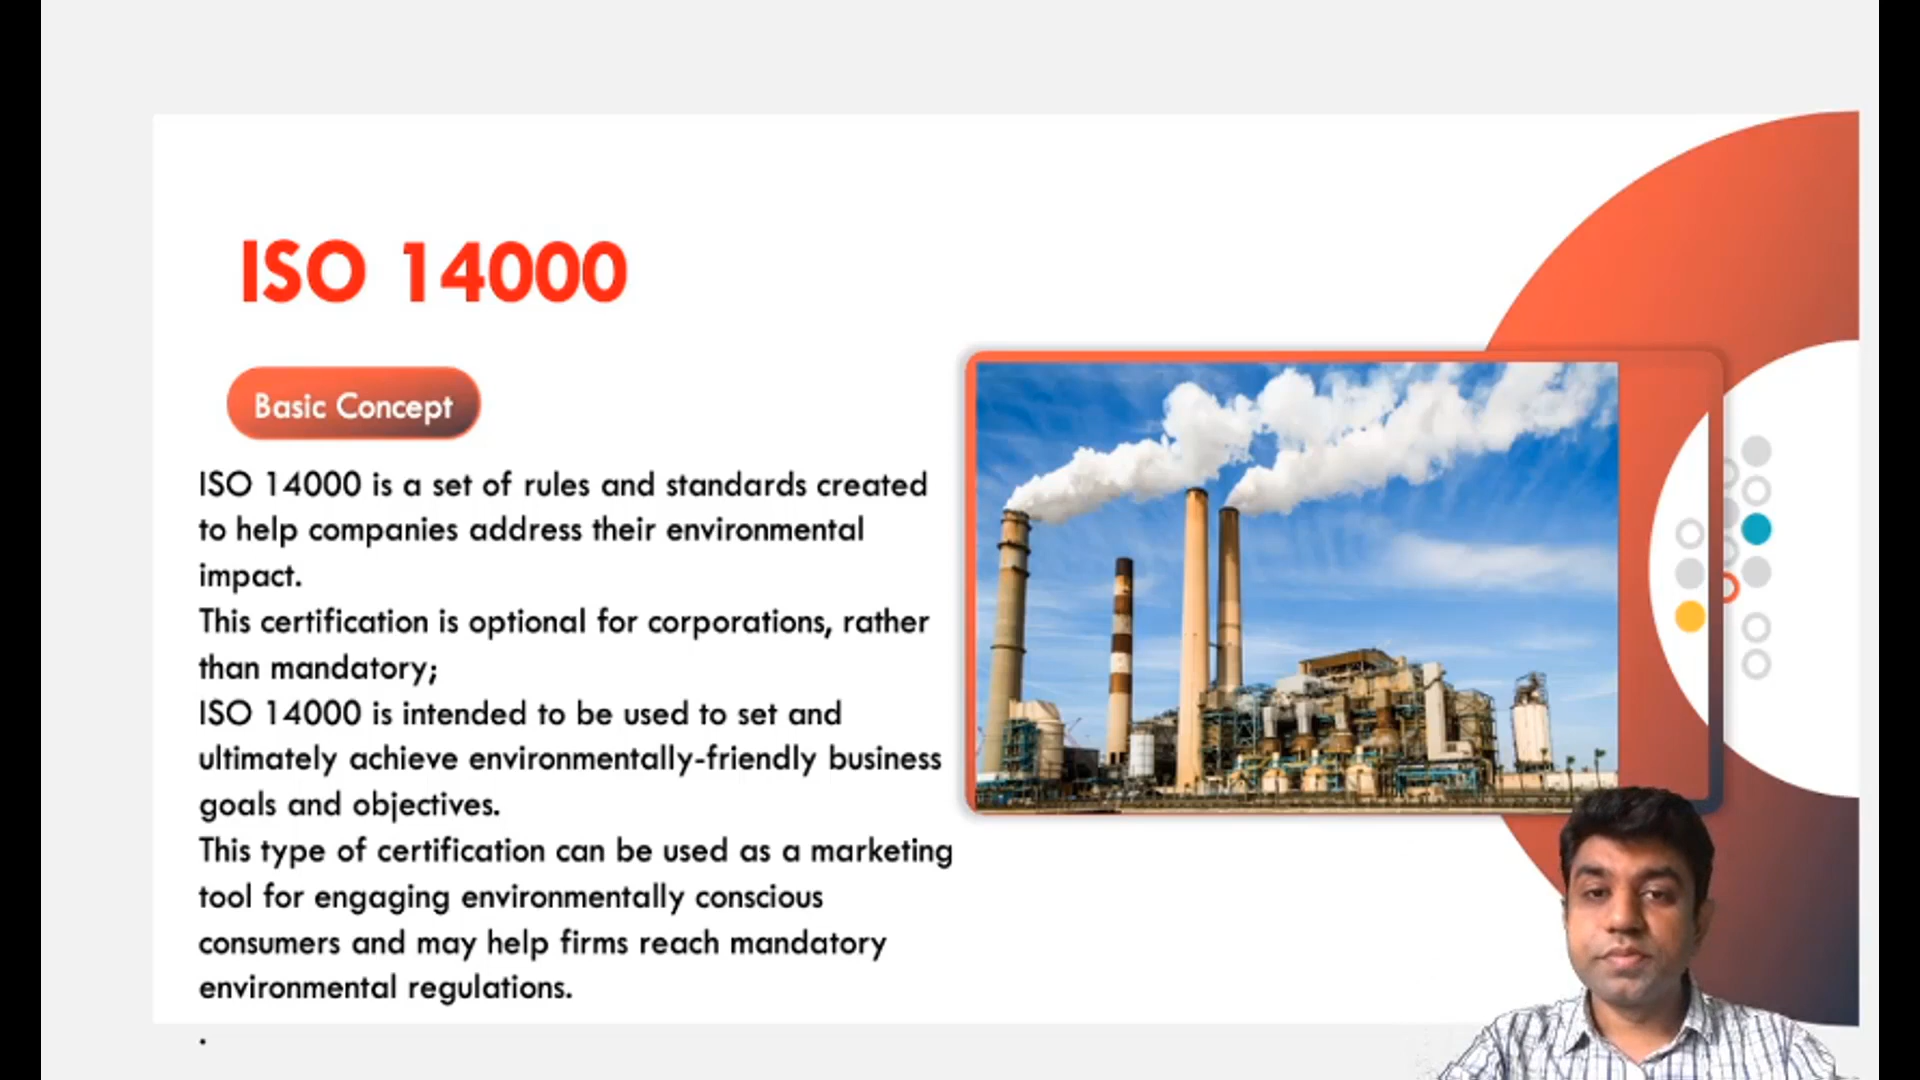 ISO 14000
Basic Concept
ISO 14000 is a set of rules and standards created
to help companies address their environmental
impact.
This certification is optional for corporations, rather
than mandatory;
ISO 14000 is intended to be used to set and
ultimately achieve environmentally-friendly business
goals and objectives.
This type of certification can be used as a marketing
tool for engaging environmentally conscious
consumers and may help firms reach mandatory
environmental regulations.
.